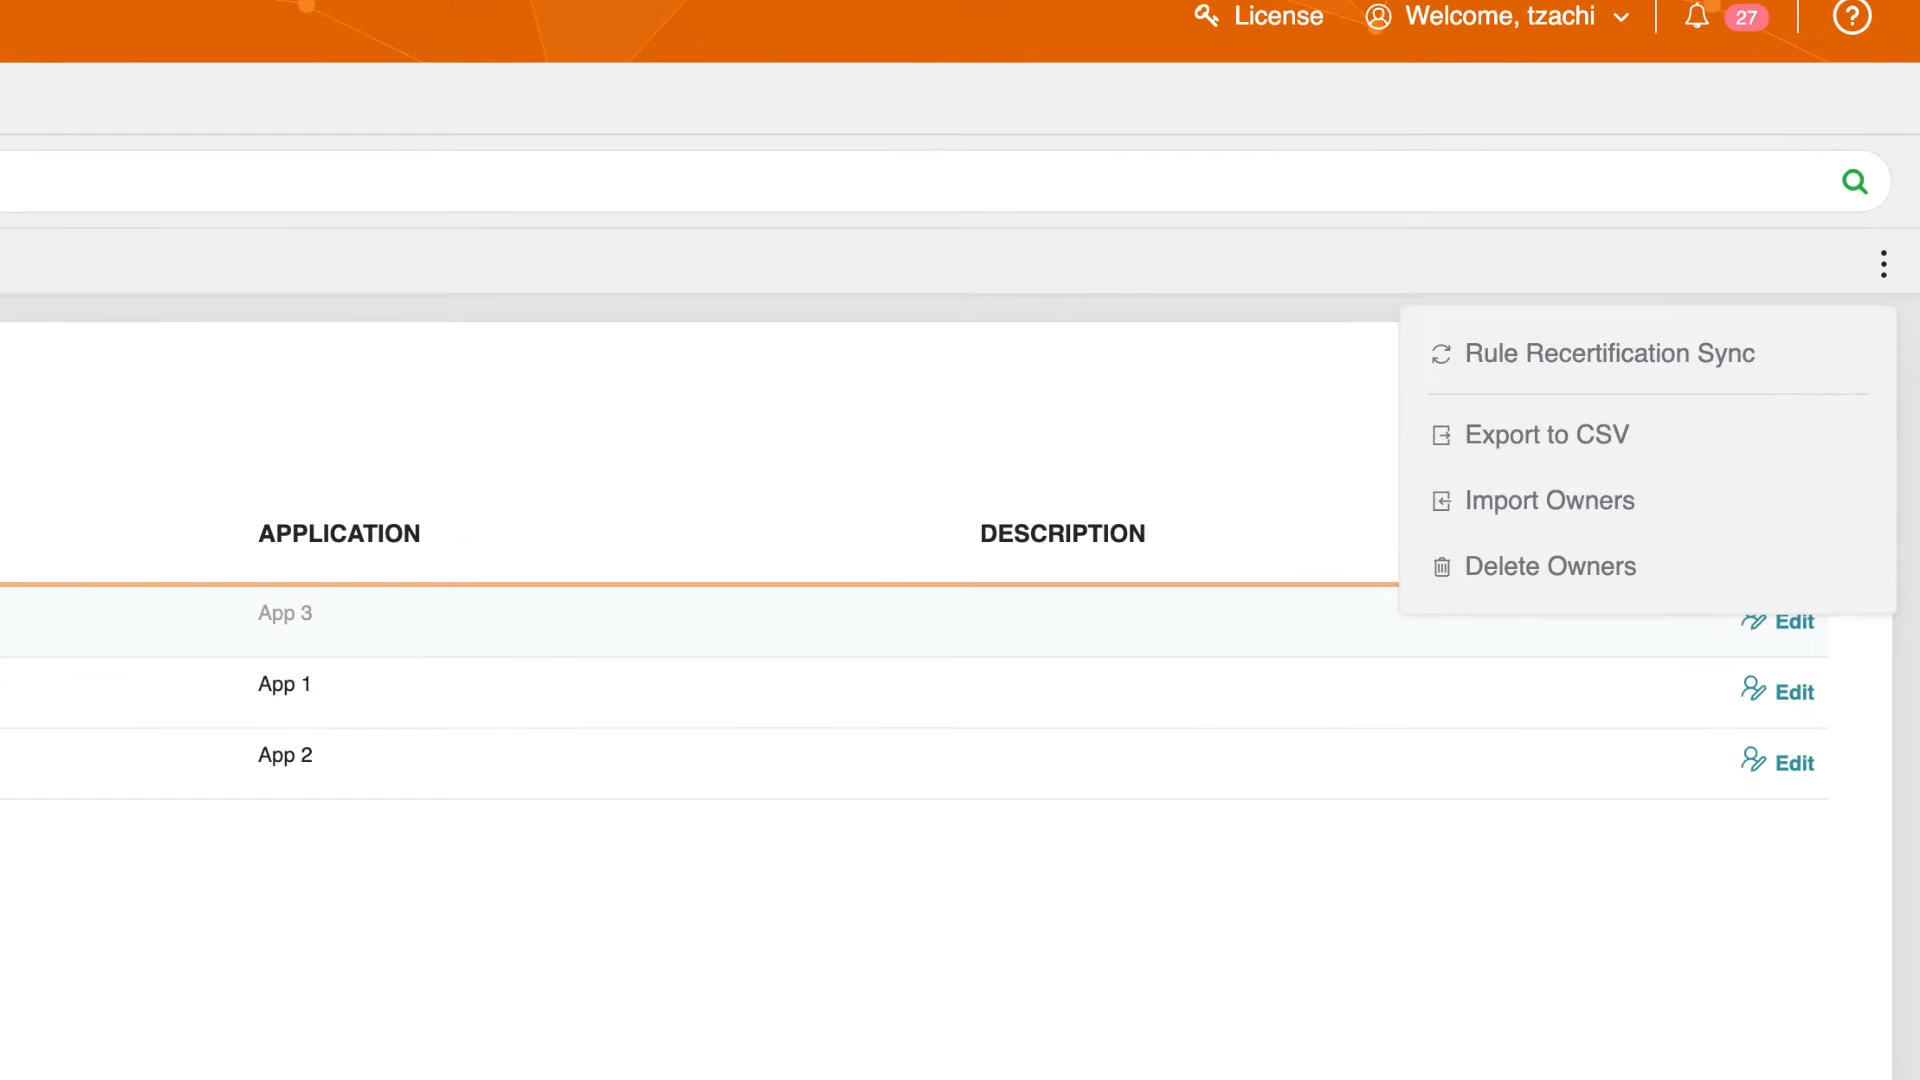 License
Welcome, tzachi
27
?
Rule Recertification Sync
Export to CSV
Import Owners
Delete Owners
APPLICATION DESCRIPTION
App 3 Edit
App 1 Edit
App 2 Edit